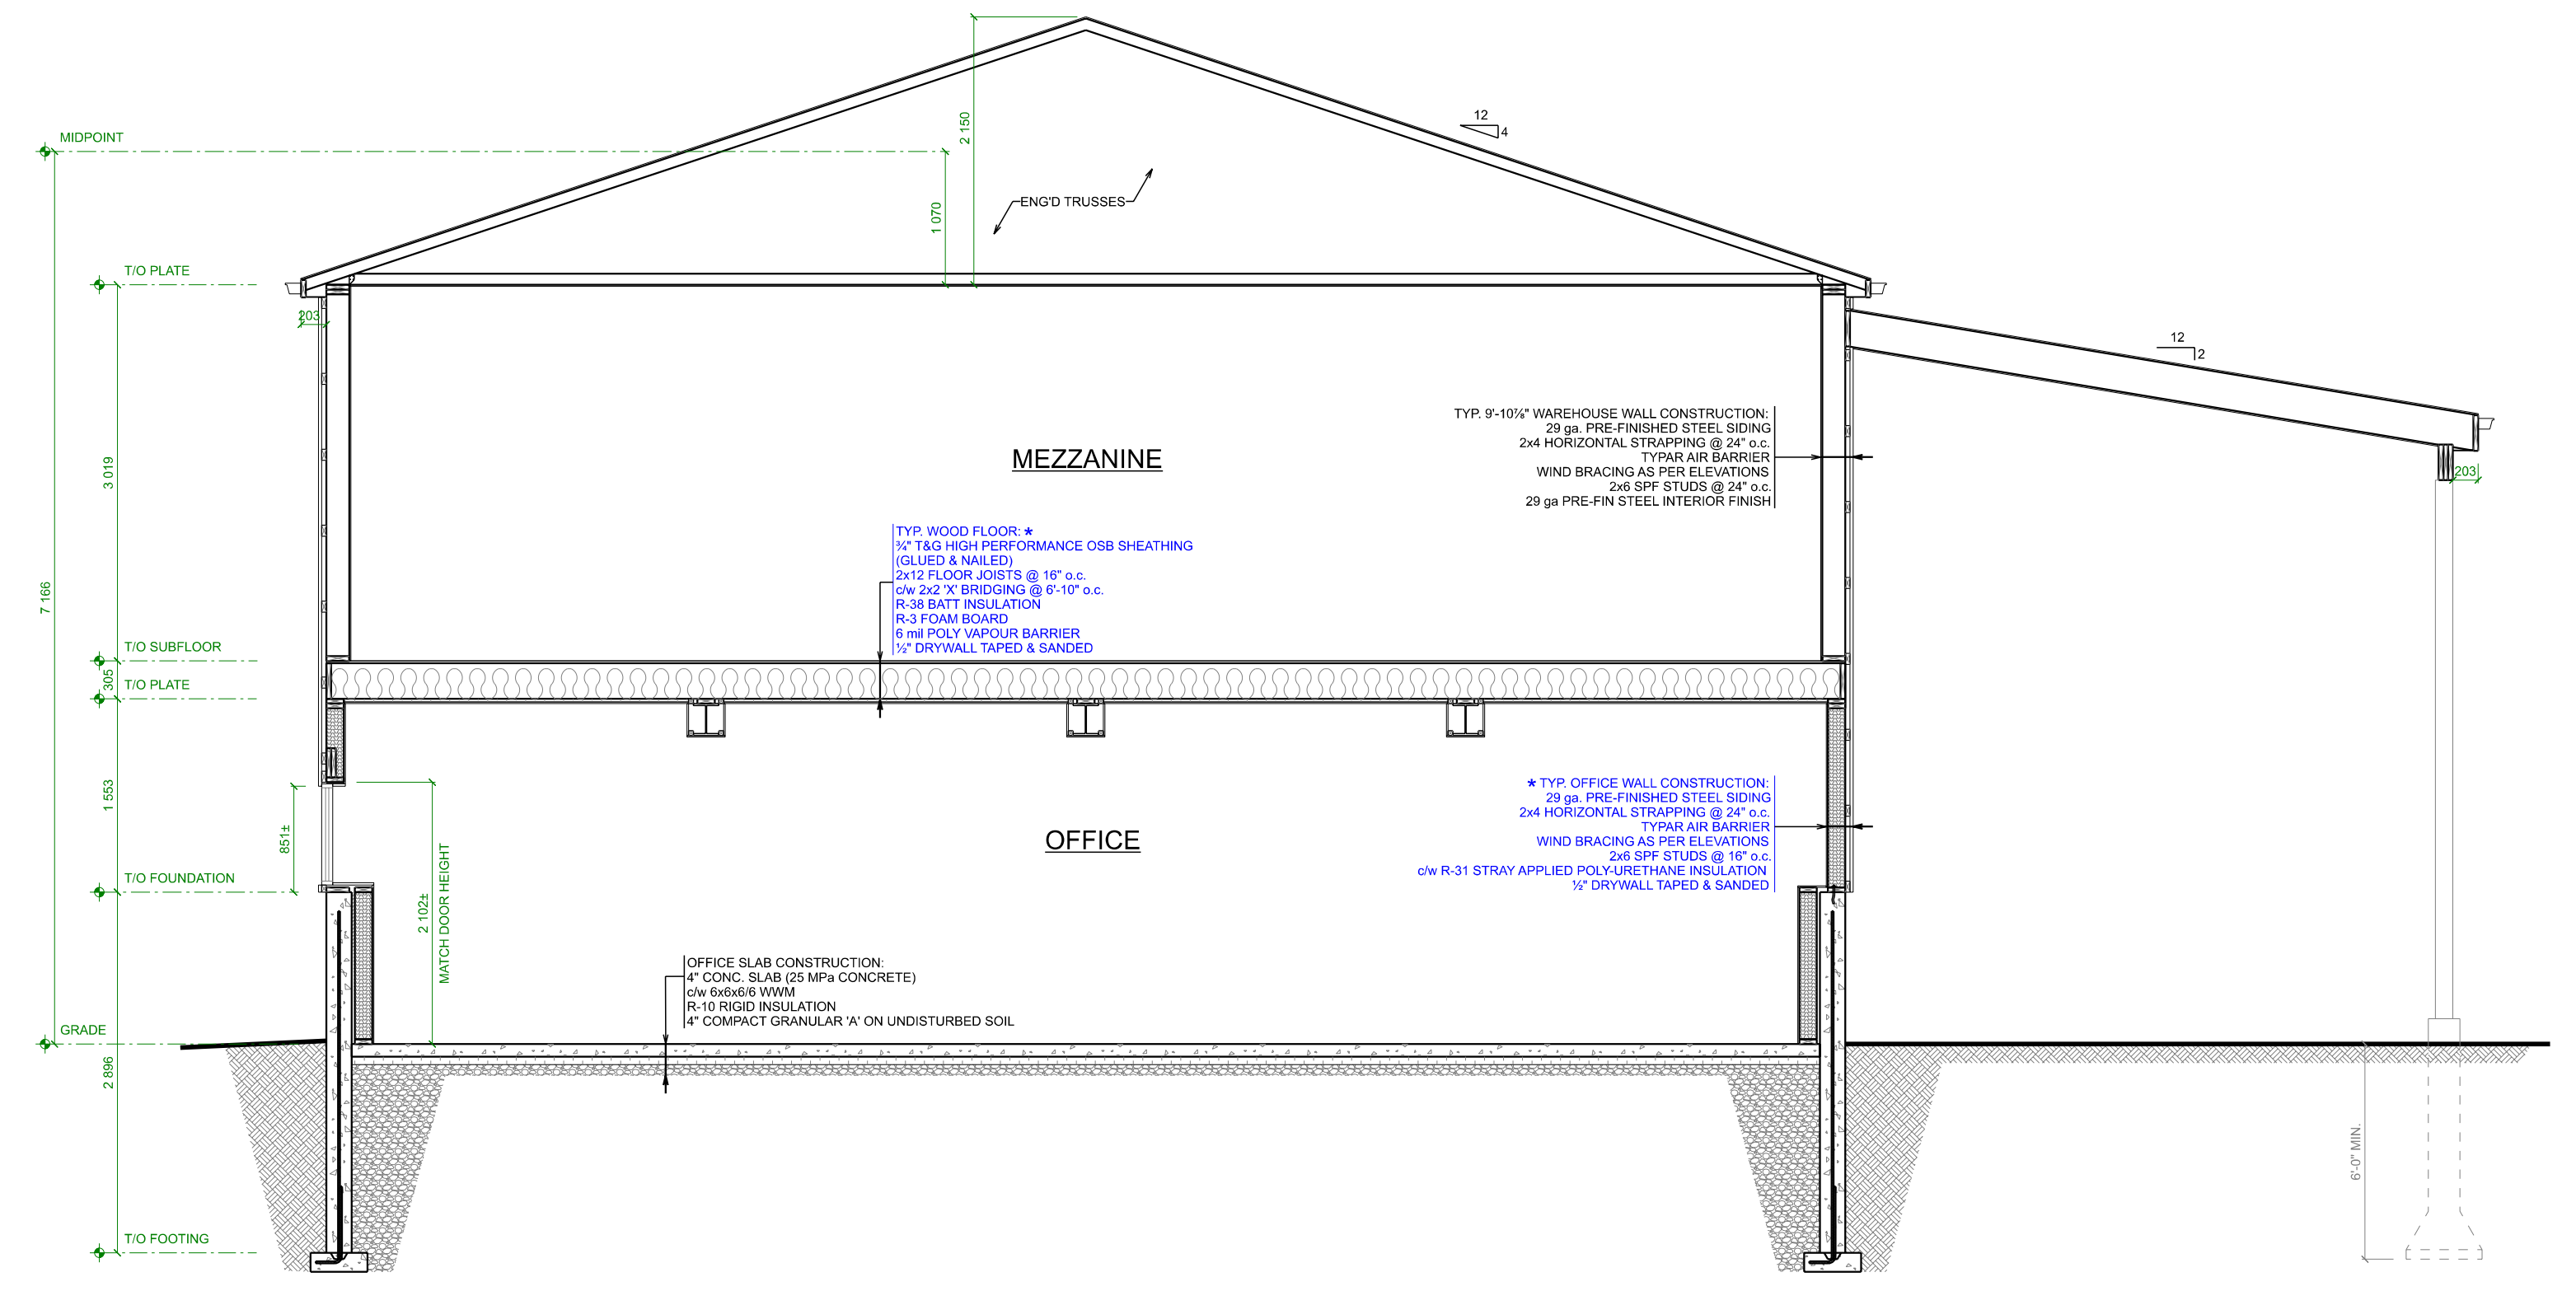 12
4
MIDPOINT
2 150
1 070
ENG'D TRUSSES
T/O PLATE
203
12
2
TYP. 9'-10⅞" WAREHOUSE WALL CONSTRUCTION:
29 ga. PRE-FINISHED STEEL SIDING
2x4 HORIZONTAL STRAPPING @ 24" o.c.
TYPAR AIR BARRIER
WIND BRACING AS PER ELEVATIONS
2x6 SPF STUDS @ 24" o.c.
29 ga PRE-FIN STEEL INTERIOR FINISH
203
MEZZANINE
3 019
7 166
TYP. WOOD FLOOR: *
¾" T&G HIGH PERFORMANCE OSB SHEATHING
(GLUED & NAILED)
2x12 FLOOR JOISTS @ 16" o.c.
c/w 2x2 'X' BRIDGING @ 6'-10" o.c.
R-38 BATT INSULATION
R-3 FOAM BOARD
6 mil POLY VAPOUR BARRIER
½" DRYWALL TAPED & SANDED
T/O SUBFLOOR
305
T/O PLATE
1 553
851±
OFFICE
* TYP. OFFICE WALL CONSTRUCTION:
29 ga. PRE-FINISHED STEEL SIDING
2x4 HORIZONTAL STRAPPING @ 24" o.c.
TYPAR AIR BARRIER
WIND BRACING AS PER ELEVATIONS
2x6 SPF STUDS @ 16" o.c.
c/w R-31 STRAY APPLIED POLY-URETHANE INSULATION
½" DRYWALL TAPED & SANDED
T/O FOUNDATION
2 102±
MATCH DOOR HEIGHT
OFFICE SLAB CONSTRUCTION:
4" CONC. SLAB (25 MPa CONCRETE)
c/w 6x6x6/6 WWM
R-10 RIGID INSULATION
4" COMPACT GRANULAR 'A' ON UNDISTURBED SOIL
GRADE
2 896
6'-0" MIN.
T/O FOOTING